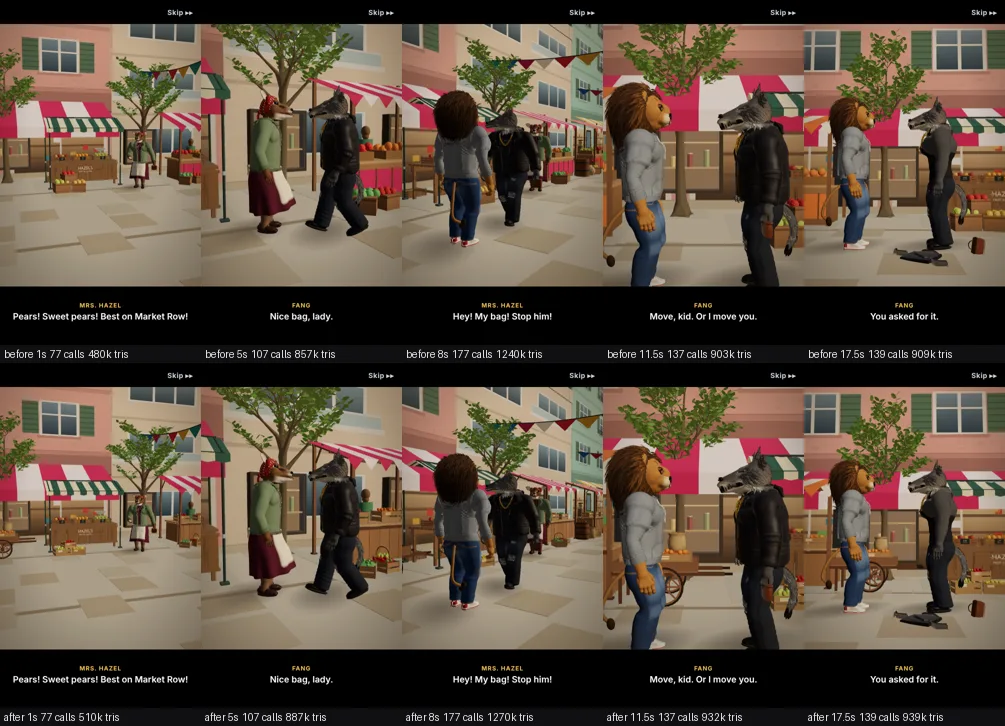 Skip ▸▸
Skip ▸▸
Skip ▸▸
Skip ▸▸
Skip ▸▸
MRS. HAZEL
Pears! Sweet pears! Best on Market Row!
FANG
Nice bag, lady.
MRS. HAZEL
Hey! My bag! Stop him!
FANG
Move, kid. Or I move you.
FANG
You asked for it.
before 1s 77 calls 480k tris
before 5s 107 calls 857k tris
before 8s 177 calls 1240k tris
before 11.5s 137 calls 903k tris
before 17.5s 139 calls 909k tris
Skip ▸▸
Skip ▸▸
Skip ▸▸
Skip ▸▸
Skip ▸▸
MRS. HAZEL
Pears! Sweet pears! Best on Market Row!
FANG
Nice bag, lady.
MRS. HAZEL
Hey! My bag! Stop him!
FANG
Move, kid. Or I move you.
FANG
You asked for it.
after 1s 77 calls 510k tris
after 5s 107 calls 887k tris
after 8s 177 calls 1270k tris
after 11.5s 137 calls 932k tris
after 17.5s 139 calls 939k tris